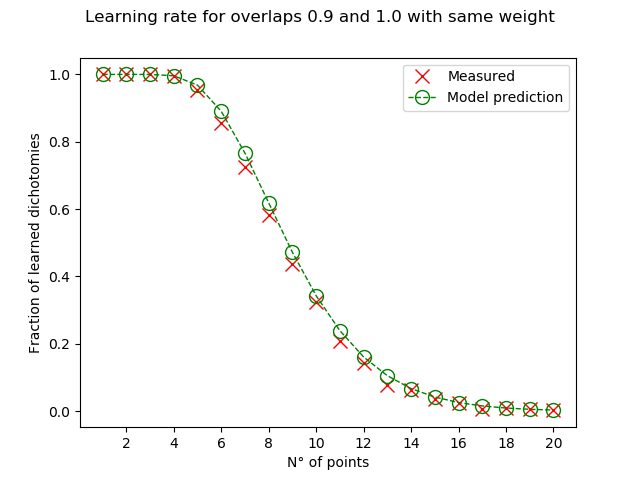 Learning rate for overlaps 0.9 and 1.0 with same weight
Measured
Model prediction
1.0
0.8
0.6
0.4
0.2
0.0
Fraction of learned dichotomies
2 4 6 8 10 12 14 16 18 20
N° of points